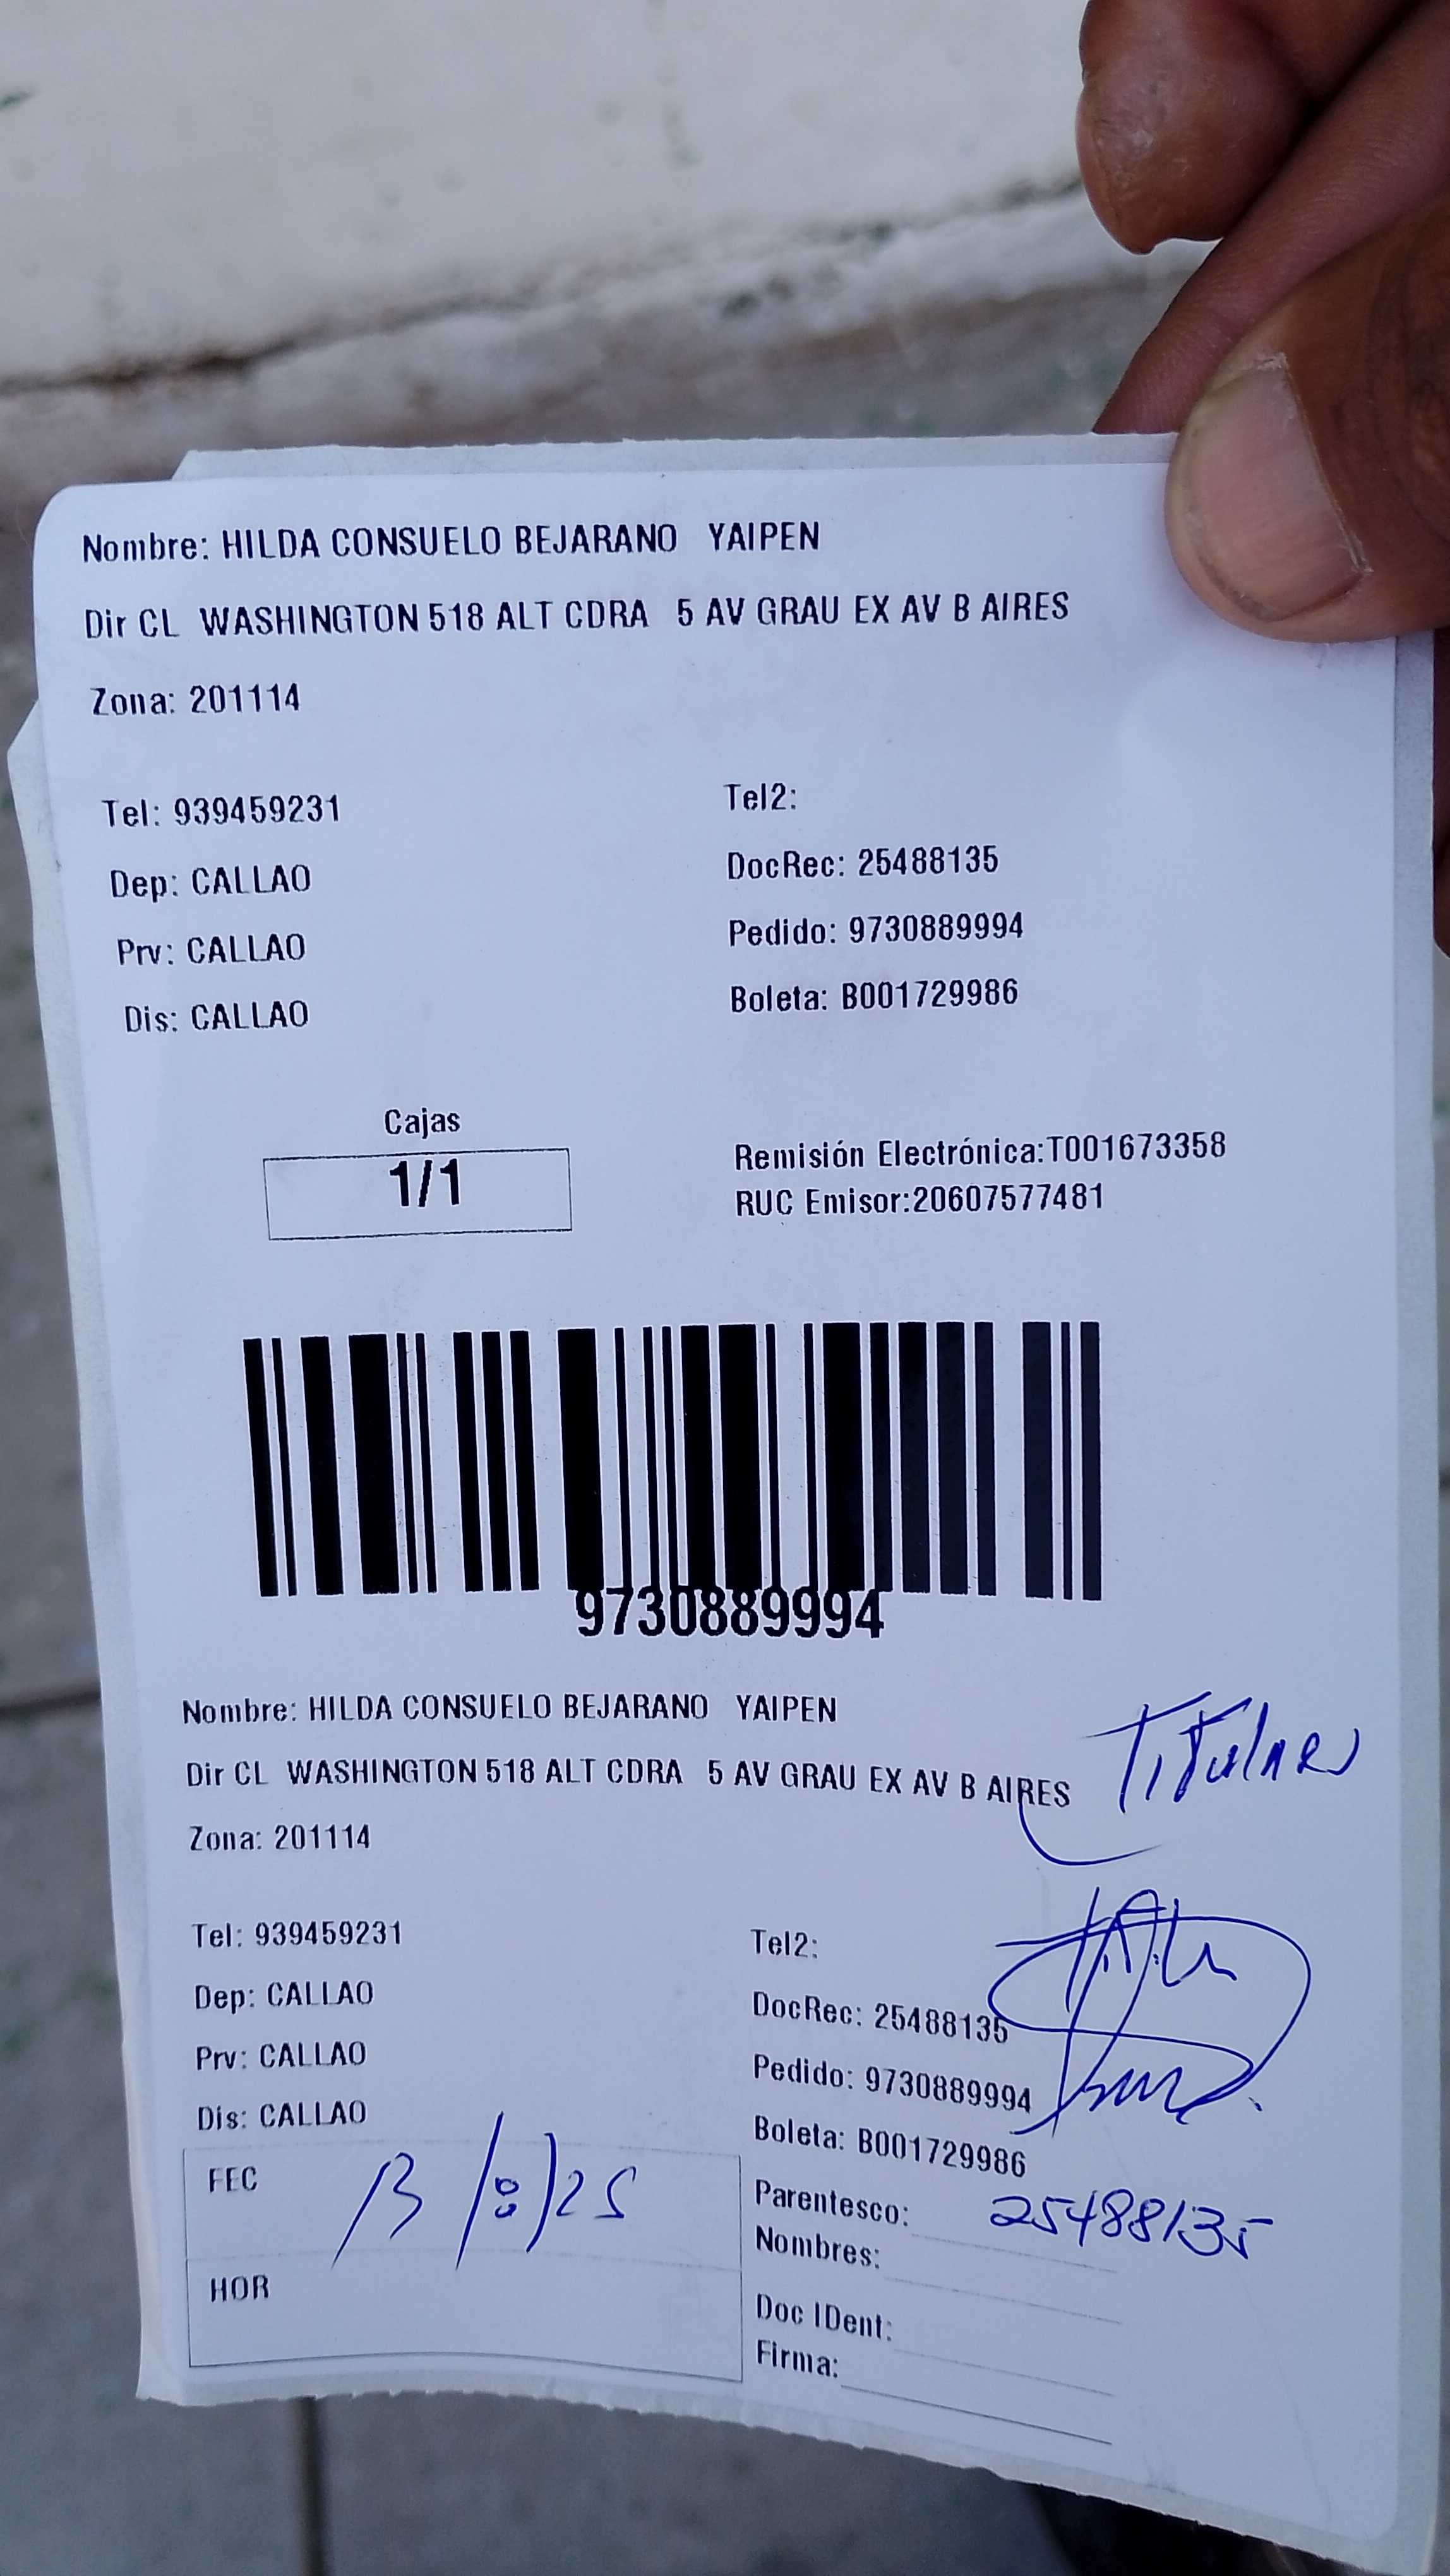 Nombre: HILDA CONSUELO BEJARANO YAIPEN
Dir CL WASHINGTON 518 ALT CDRA 5 AV GRAU EX AV B AIRES
Zona: 201114
Tel: 939459231
Tel2:
Dep: CALLAO
DocRec: 25488135
Prv: CALLAO
Pedido: 9730889994
Dis: CALLAO
Boleta: B001729986
Cajas
1/1
Remisión Electrónica:T001673358
RUC Emisor:20607577481
9730889994
Nombre: HILDA CONSUELO BEJARANO YAIPEN
Titular
Dir CL WASHINGTON 518 ALT CDRA 5 AV GRAU EX AV B AIRES
Zona: 201114
Tel: 939459231
Tel2:
Dep: CALLAO
DocRec: 25488135
Prv: CALLAO
Pedido: 9730889994
Dis: CALLAO
Boleta: B001729986
FEC 13/8/25
Parentesco: 25488135
Nombres:
HOR
Doc IDent:
Firma: